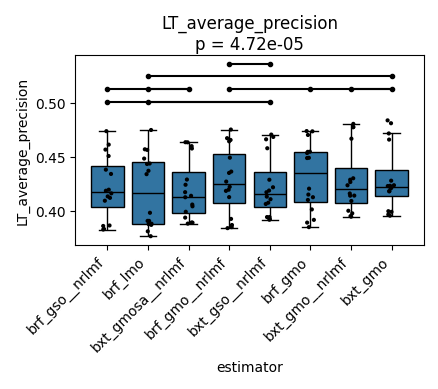 LT_average_precision
p = 4.72e-05
LT_average_precision
0.50
0.45
0.40
brf_gso__nrlmf
brf_lmo
bxt_gmosa__nrlmf
brf_gmo__nrlmf
bxt_gso__nrlmf
brf_gmo
bxt_gmo__nrlmf
bxt_gmo
estimator